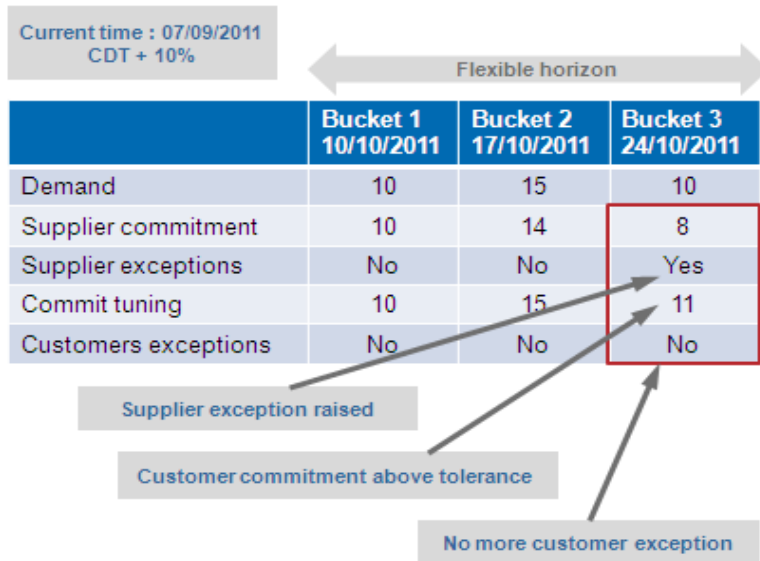 Current time : 07/09/2011
CDT + 10%
Flexible horizon
Bucket 1 Bucket 2 Bucket 3
10/10/2011 17/10/2011 24/10/2011
Demand 10 15 10
Supplier commitment 10 14 8
Supplier exceptions No No Yes
Commit tuning 10 15 11
Customers exceptions No No No
Supplier exception raised
Customer commitment above tolerance
No more customer exception